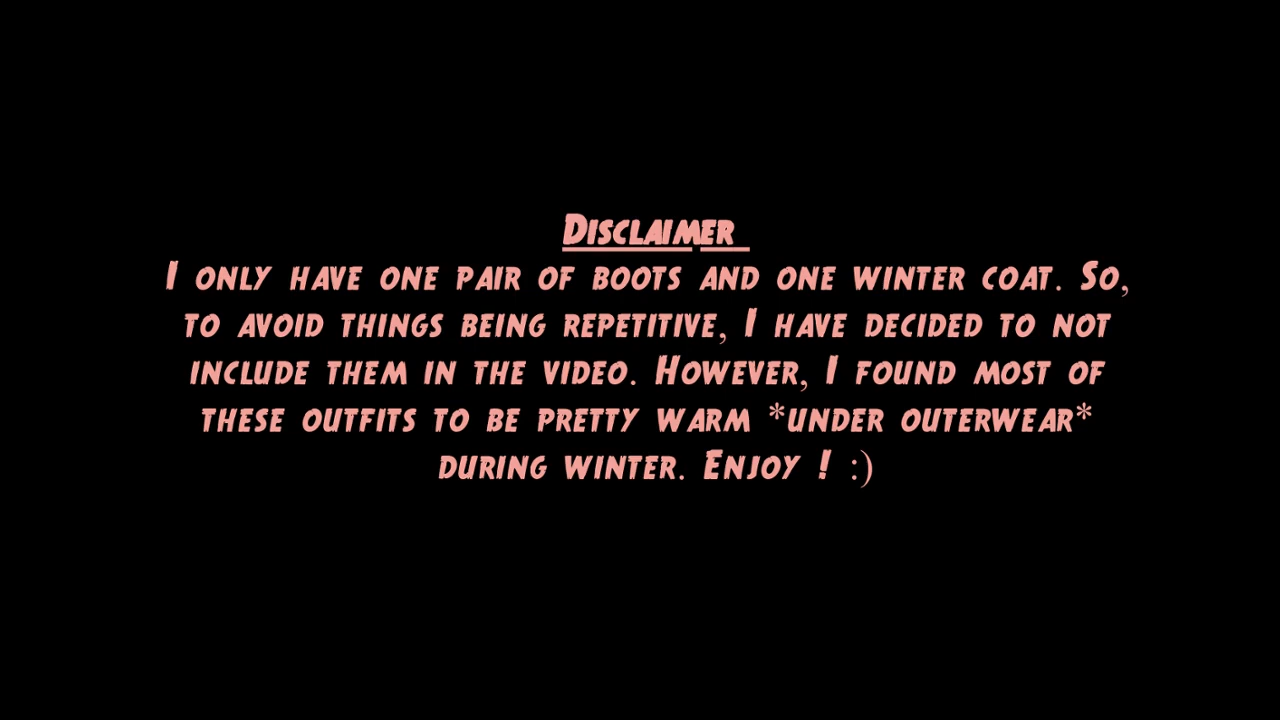 Disclaimer
I only have one pair of boots and one winter coat. So,
to avoid things being repetitive, I have decided to not
include them in the video. However, I found most of
these outfits to be pretty warm *under outerwear*
during winter. Enjoy ! :)